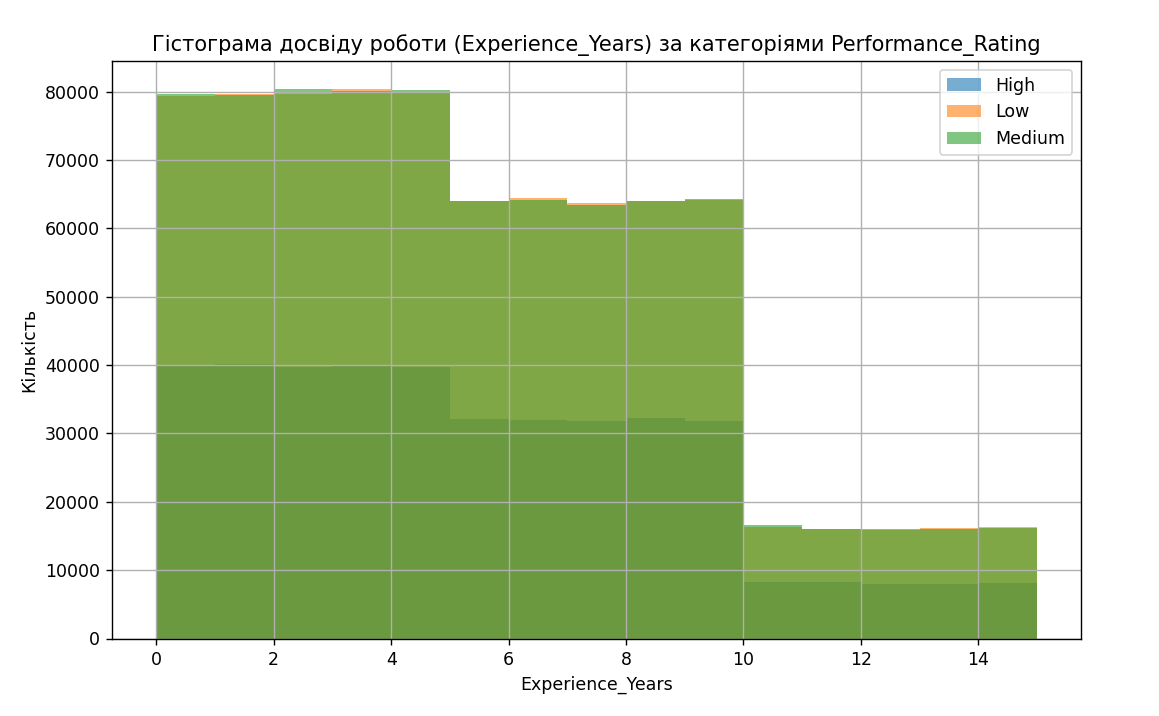 Гістограма досвіду роботи (Experience_Years) за категоріями Performance_Rating
High
Low
Medium
80000
70000
60000
50000
40000
30000
20000
10000
0
Кількість
0 2 4 6 8 10 12 14
Experience_Years